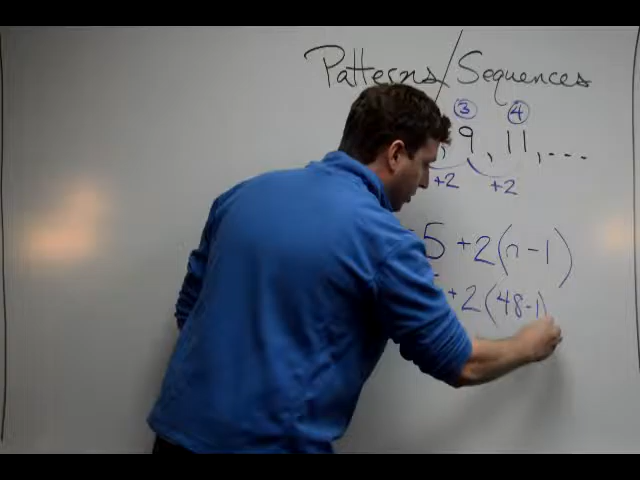 Patterns/Sequences
③ ④
, 9, 11, ...
+2 +2
5 +2(n-1)
+2(48-1)